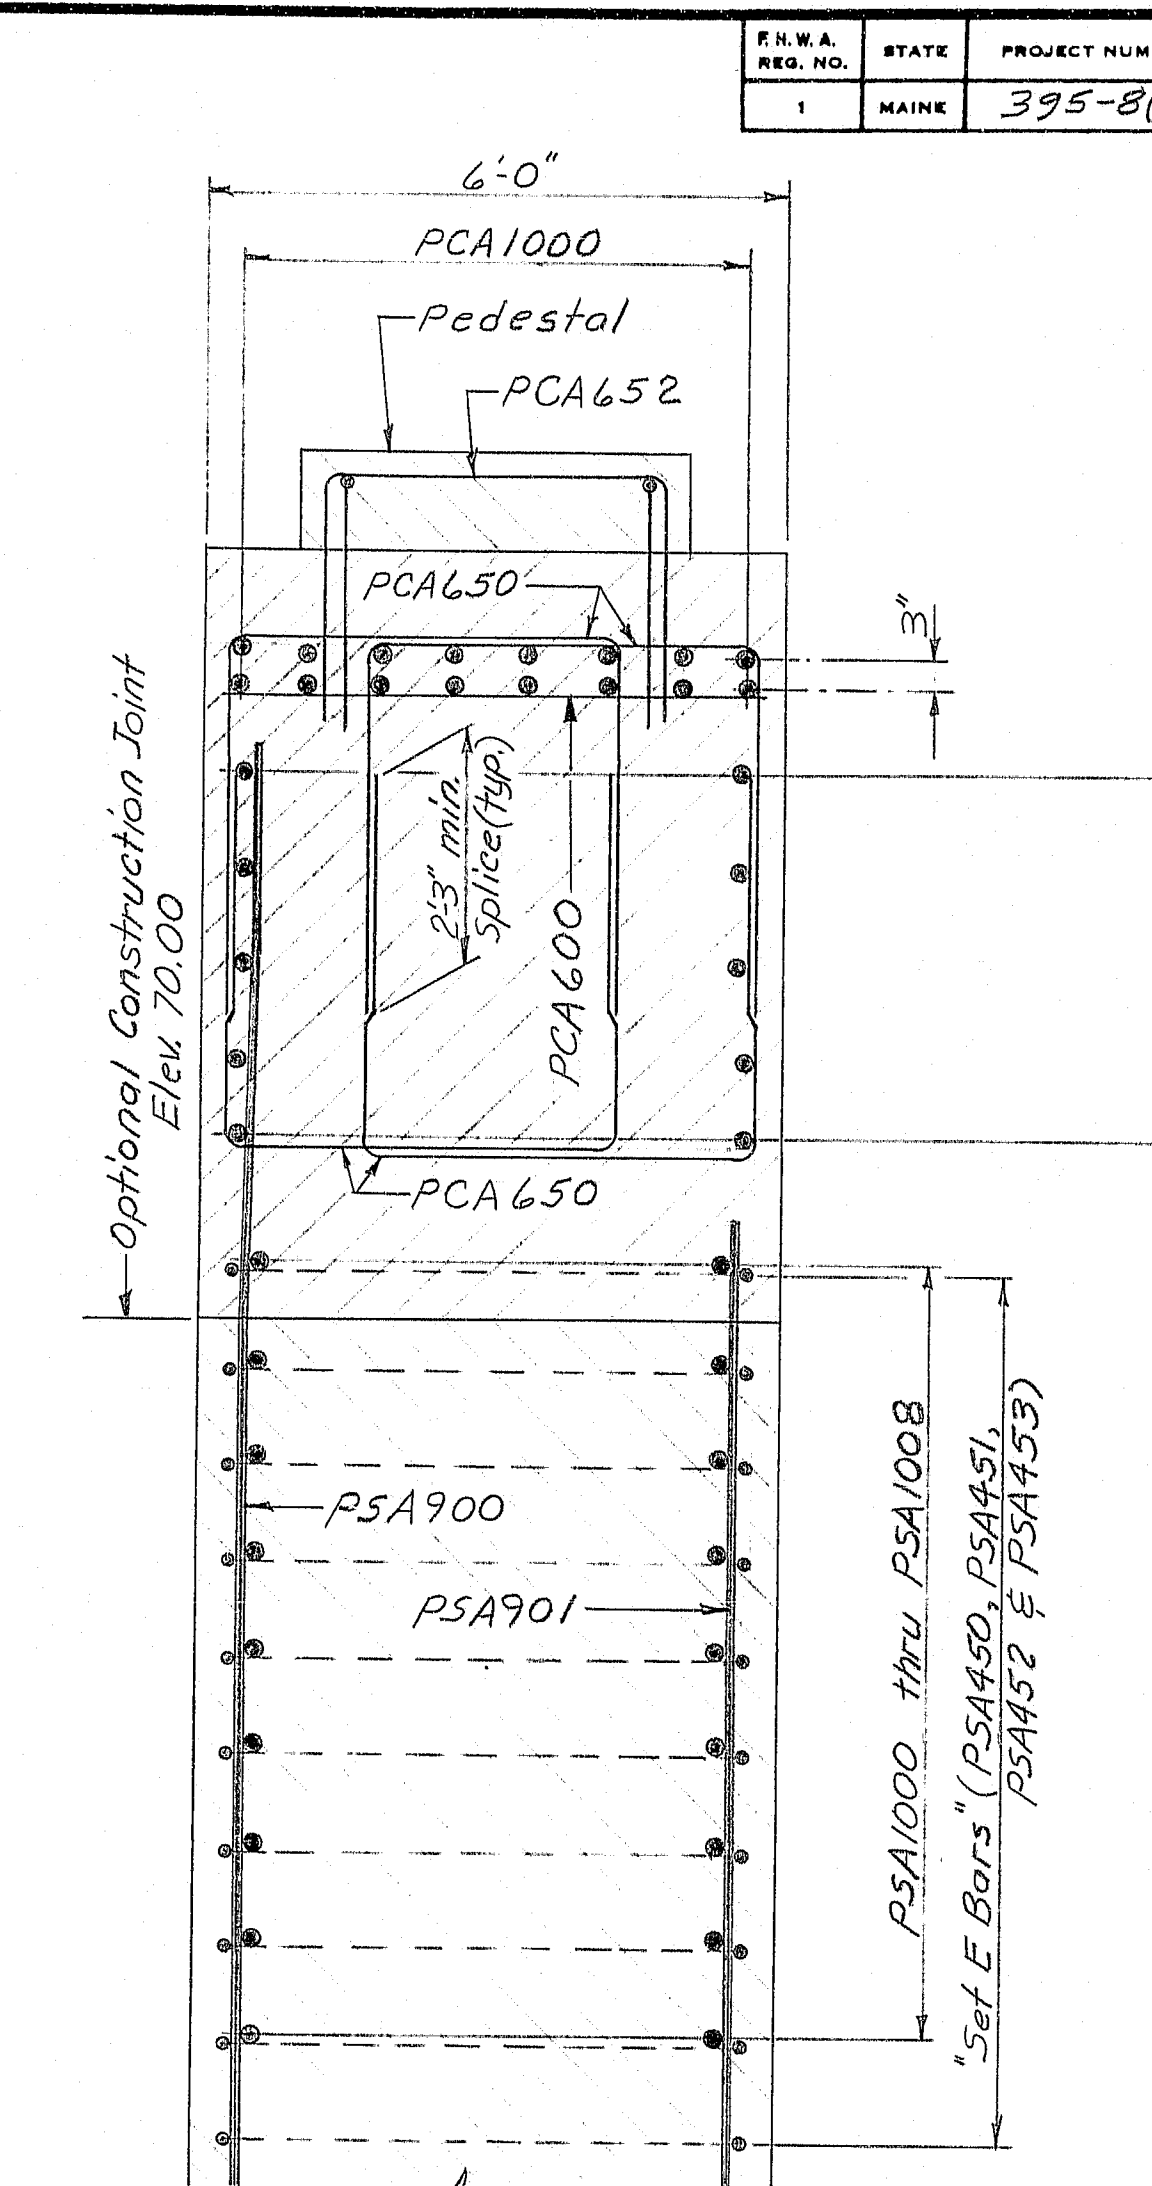 F.H.W.A.
REG. NO.
STATE
PROJECT NUM
1
MAINE
395-8(
6'-0"
PCA1000
Pedestal
PCA652
PCA650
3"
Optional Construction Joint
Elev. 70.00
2'-3" min.
Splice (typ.)
PCA600
PCA650
PSA900
PSA901
PSA1000 thru PSA1008
"Set E Bars" (PSA450, PSA451,
PSA452 & PSA453)